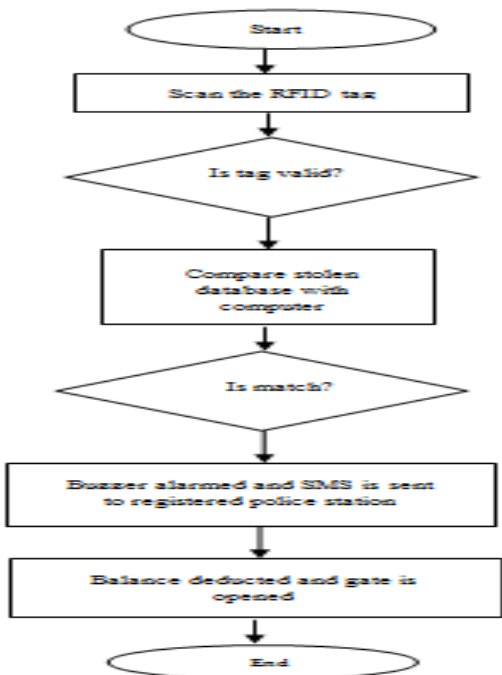 Start
Scan the RFID tag
Is tag valid?
Compare stolen
database with
computer
Is match?
Buzzer alarmed and SMS is sent
to registered police station
Balance deducted and gate is
opened
End